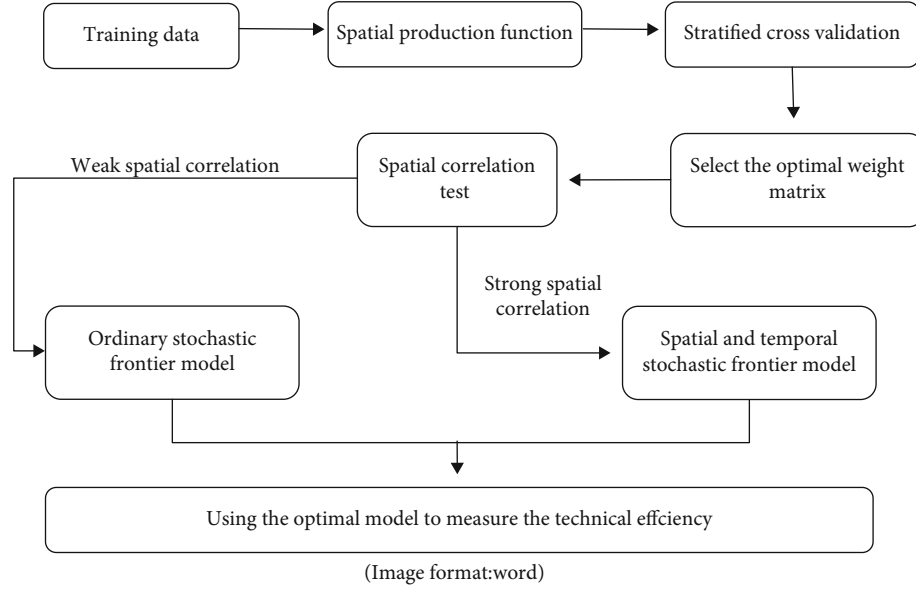 Training data
Spatial production function
Stratified cross validation
Weak spatial correlation
Spatial correlation
test
Select the optimal weight
matrix
Strong spatial
correlation
Ordinary stochastic
frontier model
Spatial and temporal
stochastic frontier model
Using the optimal model to measure the technical effciency
(Image format:word)